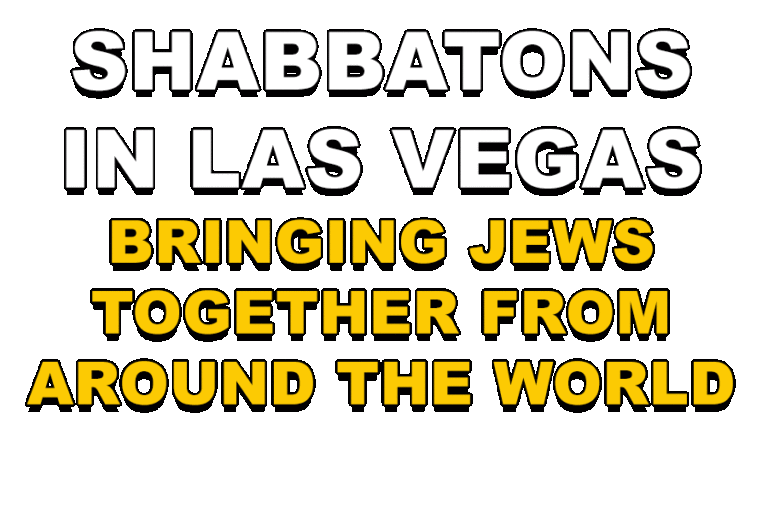 SHABBATONS
IN LAS VEGAS
BRINGING JEWS
TOGETHER FROM
AROUND THE WORLD